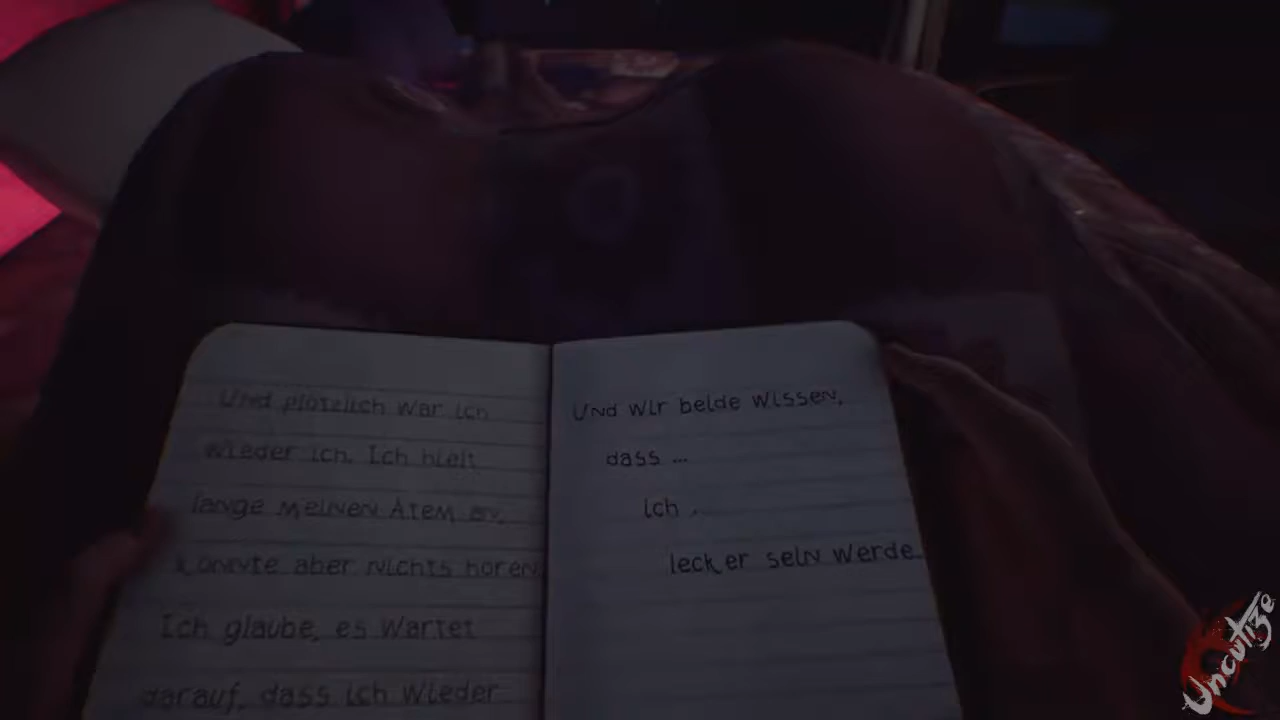 Und plötzlich war ich
wieder ich. Ich hielt
lange meinen Atem an,
konnte aber nichts hören.
Ich glaube, es wartet
darauf, dass ich wieder
Und wir beide wissen,
dass ...
ich ..
lecker sein werde.
Uncutize